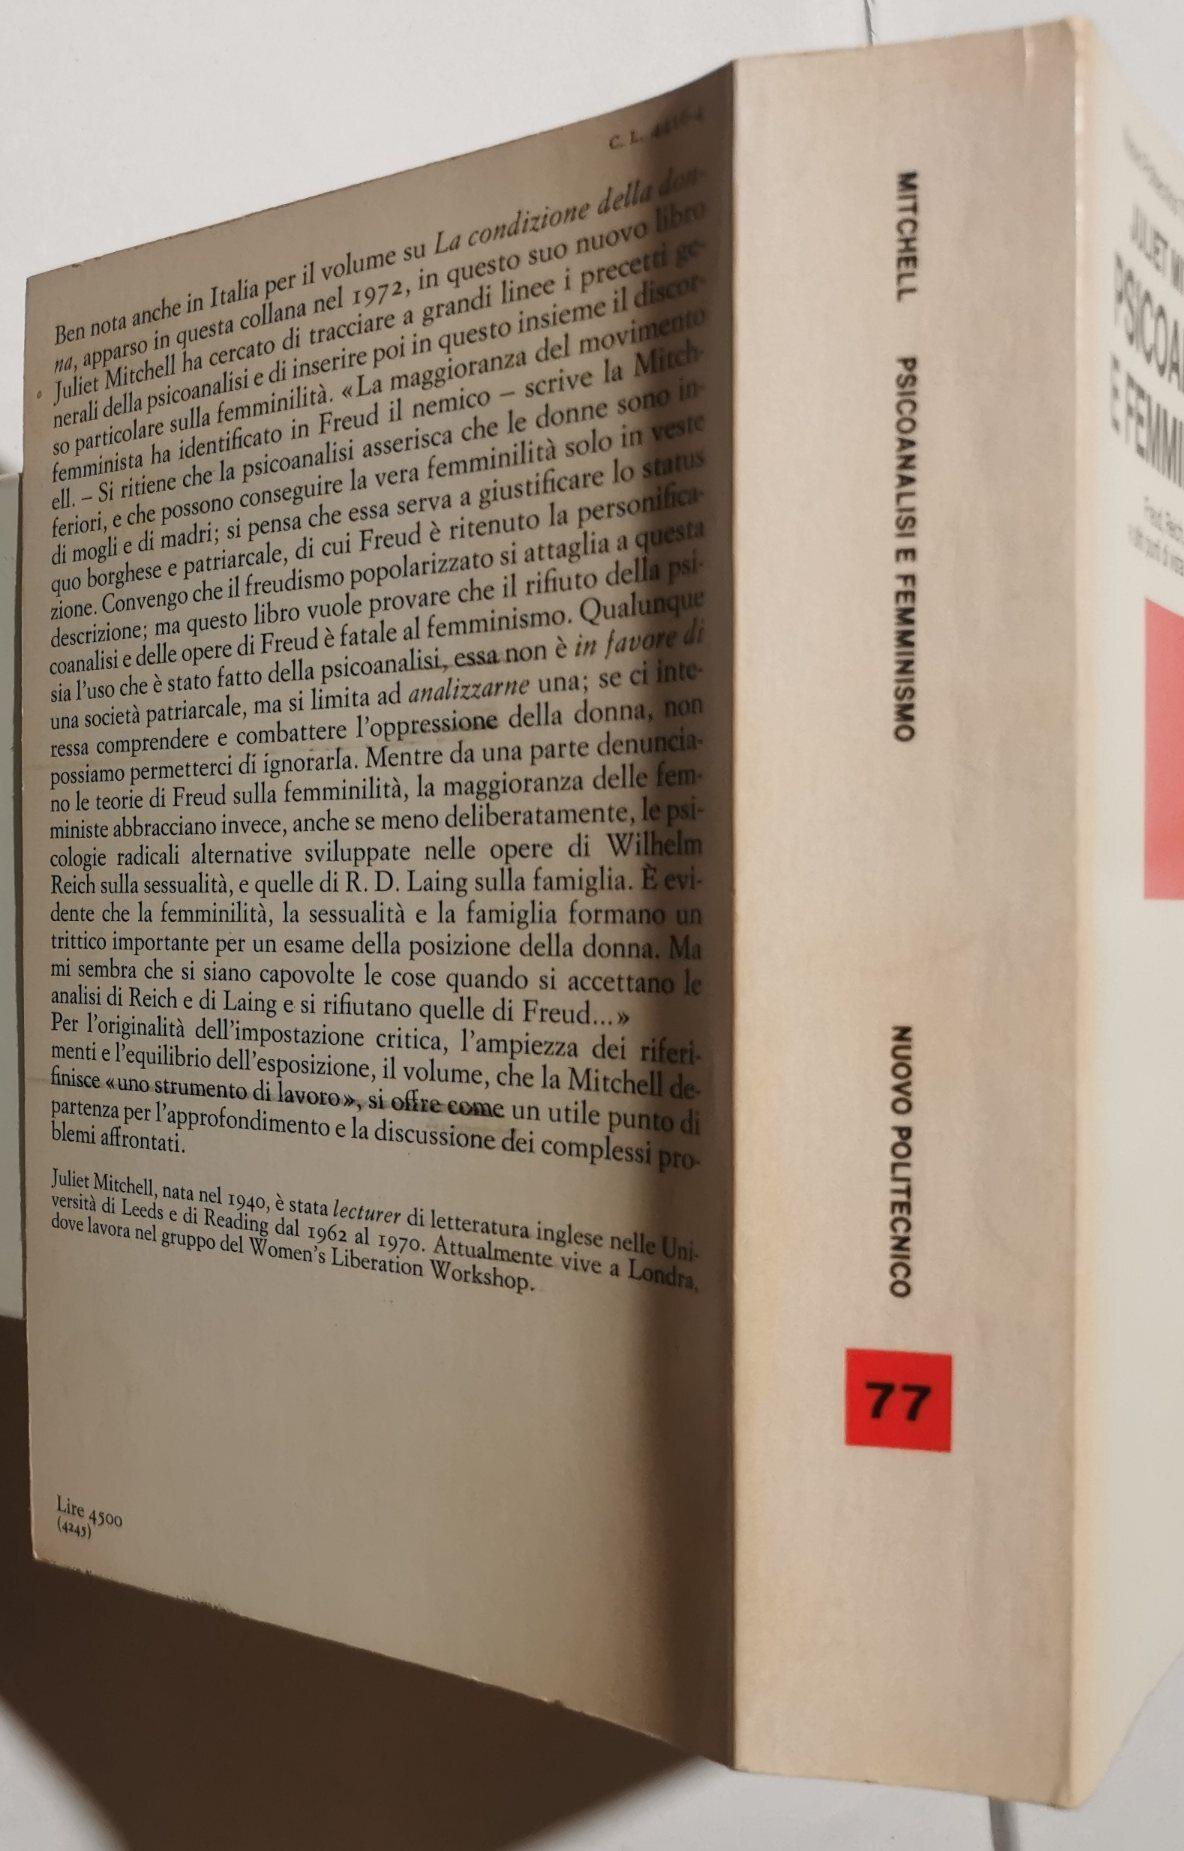 C. L.
Ben nota anche in Italia per il volume su La condizione della don-
na, apparso in questa collana nel 1972, in questo suo nuovo libro
Juliet Mitchell ha cercato di tracciare a grandi linee i precetti ge-
nerali della psicoanalisi e di inserire poi in questo insieme il discor-
so particolare sulla femminilità. «La maggioranza del movimento
femminista ha identificato in Freud il nemico – scrive la Mitch-
ell. – Si ritiene che la psicoanalisi asserisca che le donne sono in-
feriori, e che possono conseguire la vera femminilità solo in veste
di mogli e di madri; si pensa che essa serva a giustificare lo status
quo borghese e patriarcale, di cui Freud è ritenuto la personifica-
zione. Convengo che il freudismo popolarizzato si attaglia a questa
descrizione; ma questo libro vuole provare che il rifiuto della psi-
coanalisi e delle opere di Freud è fatale al femminismo. Qualunque
sia l'uso che è stato fatto della psicoanalisi, essa non è in favore di
una società patriarcale, ma si limita ad analizzarne una; se ci inte-
ressa comprendere e combattere l'oppressione della donna, non
possiamo permetterci di ignorarla. Mentre da una parte denuncia-
no le teorie di Freud sulla femminilità, la maggioranza delle fem-
ministe abbracciano invece, anche se meno deliberatamente, le psi-
cologie radicali alternative sviluppate nelle opere di Wilhelm
Reich sulla sessualità, e quelle di R. D. Laing sulla famiglia. È evi-
dente che la femminilità, la sessualità e la famiglia formano un
trittico importante per un esame della posizione della donna. Ma
mi sembra che si siano capovolte le cose quando si accettano le
analisi di Reich e di Laing e si rifiutano quelle di Freud...»
Per l'originalità dell'impostazione critica, l'ampiezza dei riferi-
menti e l'equilibrio dell'esposizione, il volume, che la Mitchell de-
finisce «uno strumento di lavoro», si offre come un utile punto di
partenza per l'approfondimento e la discussione dei complessi pro-
blemi affrontati.
Juliet Mitchell, nata nel 1940, è stata lecturer di letteratura inglese nelle Uni-
versità di Leeds e di Reading dal 1962 al 1970. Attualmente vive a Londra,
dove lavora nel gruppo del Women's Liberation Workshop.
Lire 4500
(4245)
MITCHELL PSICOANALISI E FEMMINISMO NUOVO POLITECNICO
77
JULIET
PSICOA
E FEMMI